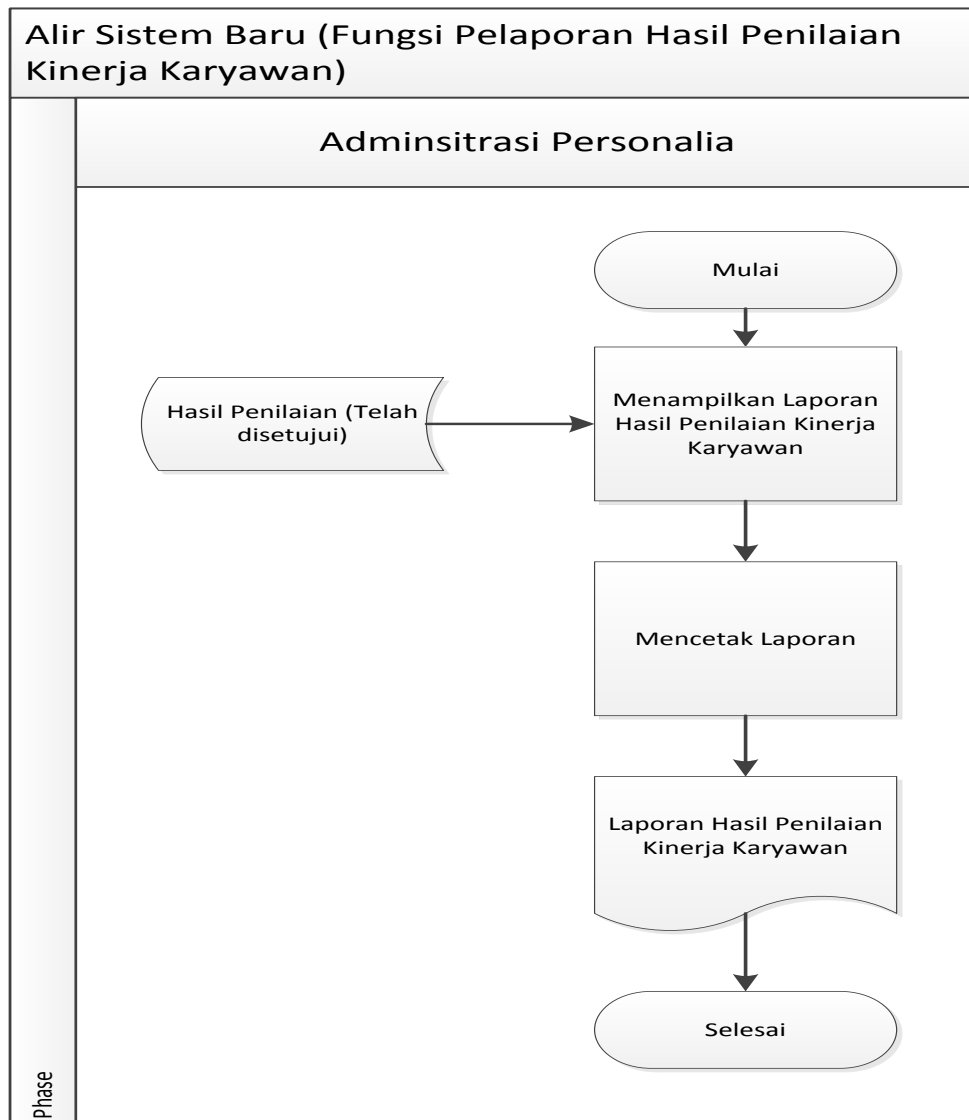 Alir Sistem Baru (Fungsi Pelaporan Hasil Penilaian
Kinerja Karyawan)
Adminsitrasi Personalia
Mulai
Hasil Penilaian (Telah
disetujui)
Menampilkan Laporan
Hasil Penilaian Kinerja
Karyawan
Mencetak Laporan
Laporan Hasil Penilaian
Kinerja Karyawan
Selesai
Phase